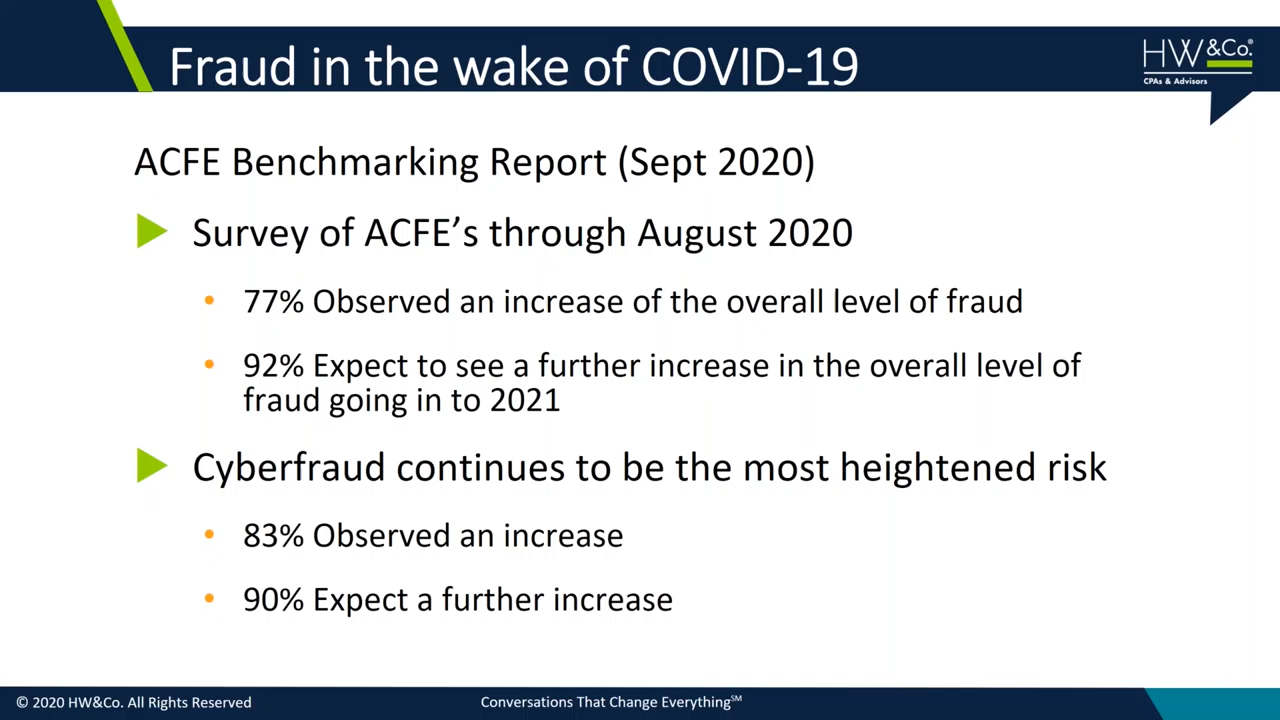 Fraud in the wake of COVID-19
HW&Co.®
CPAs & Advisors
ACFE Benchmarking Report (Sept 2020)
Survey of ACFE’s through August 2020
• 77% Observed an increase of the overall level of fraud
• 92% Expect to see a further increase in the overall level of
fraud going in to 2021
Cyberfraud continues to be the most heightened risk
• 83% Observed an increase
• 90% Expect a further increase
© 2020 HW&Co. All Rights Reserved
Conversations That Change Everything℠